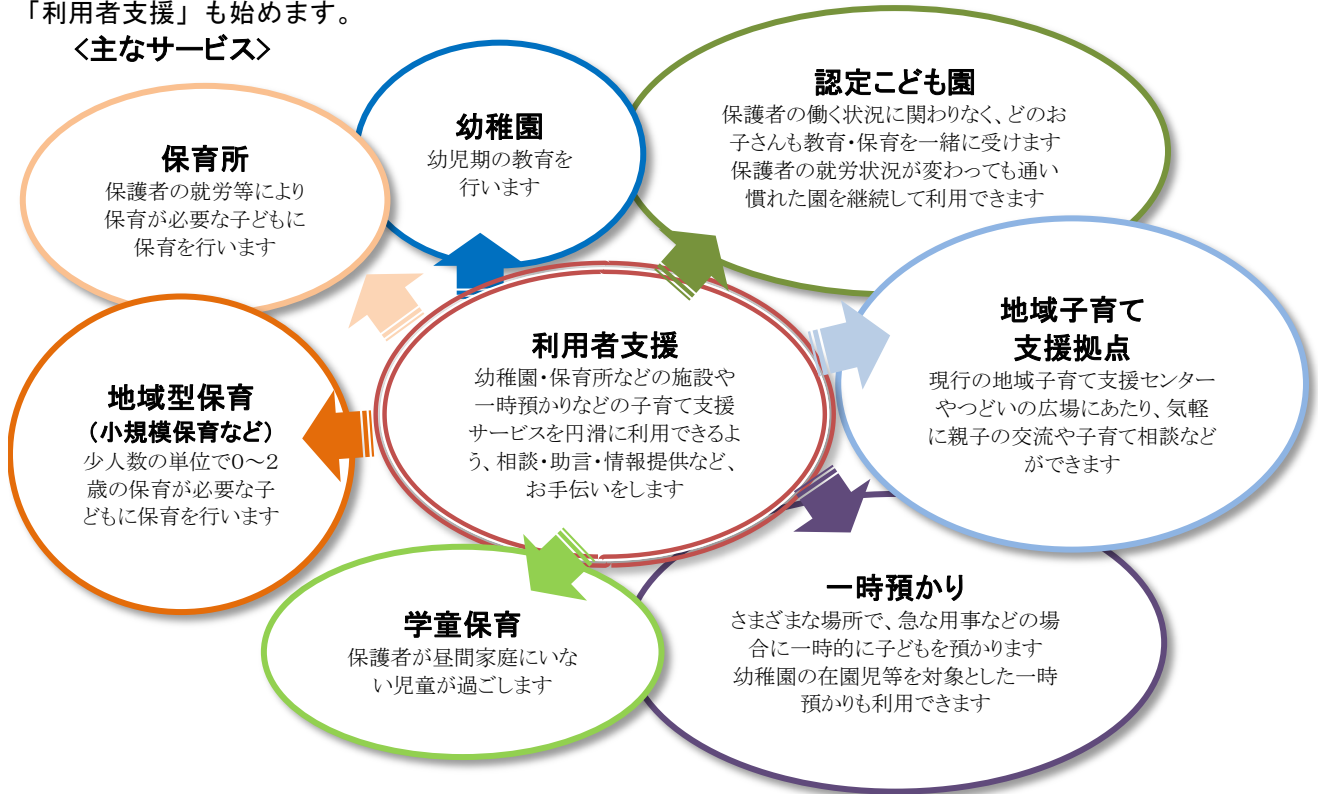 「利用者支援」も始めます。
<主なサービス>
保育所
保護者の就労等により
保育が必要な子どもに
保育を行います
幼稚園
幼児期の教育を
行います
認定こども園
保護者の働く状況に関わりなく、どのお
子さんも教育・保育を一緒に受けます
保護者の就労状況が変わっても通い
慣れた園を継続して利用できます
地域型保育
（小規模保育など）
少人数の単位で０～２
歳の保育が必要な子
どもに保育を行います
利用者支援
幼稚園・保育所などの施設や
一時預かりなどの子育て支援
サービスを円滑に利用できるよ
う、相談・助言・情報提供など、
お手伝いをします
地域子育て
支援拠点
現行の地域子育て支援センター
やつどいの広場にあたり、気軽
に親子の交流や子育て相談など
ができます
学童保育
保護者が昼間家庭にいな
い児童が過ごします
一時預かり
さまざまな場所で、急な用事などの場
合に一時的に子どもを預かります
幼稚園の在園児等を対象とした一時
預かりも利用できます